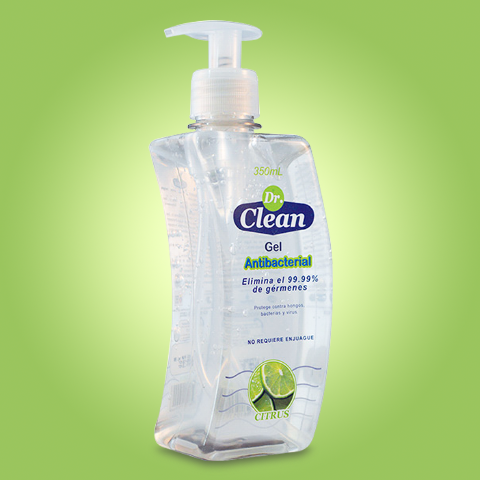 350mL
Dr.
Clean
Gel
Antibacterial
Elimina el 99.99%
de gérmenes
Protege contra hongos,
bacterias y virus
NO REQUIERE ENJUAGUE
CITRUS